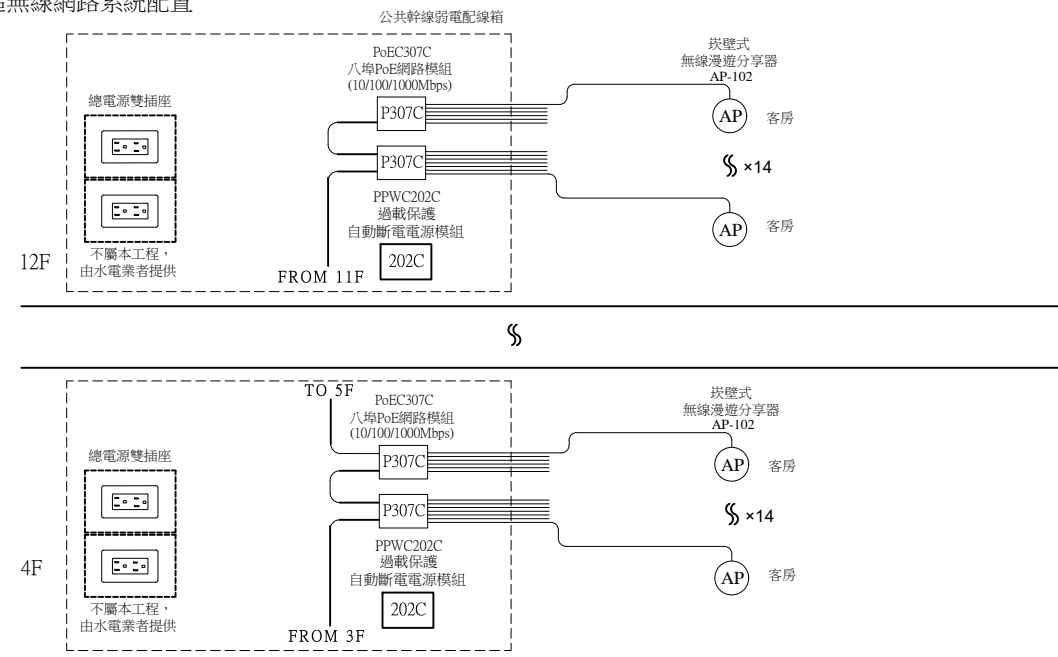 無線網路系統配置
公共幹線弱電配線箱
PoEC307C
八埠PoE網路模組
(10/100/1000Mbps)
崁壁式
無線漫遊分享器
AP-102
總電源雙插座
P307C
AP
客房
P307C
×14
PPWC202C
過載保護
自動斷電電源模組
AP
客房
12F
不屬本工程，
由水電業者提供
202C
FROM 11F
TO 5F
PoEC307C
八埠PoE網路模組
(10/100/1000Mbps)
崁壁式
無線漫遊分享器
AP-102
總電源雙插座
P307C
AP
客房
P307C
×14
PPWC202C
過載保護
自動斷電電源模組
4F
AP
客房
不屬本工程，
由水電業者提供
202C
FROM 3F